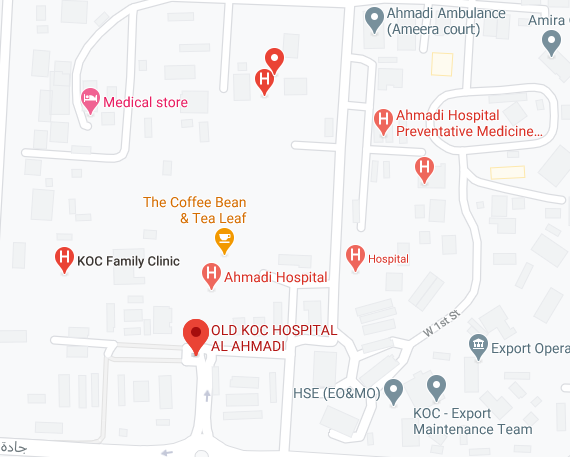 Ahmadi Ambulance
(Ameera court)
Amira
Medical store
Ahmadi Hospital
Preventative Medicine...
The Coffee Bean
& Tea Leaf
KOC Family Clinic
Hospital
Ahmadi Hospital
OLD KOC HOSPITAL
AL AHMADI
W 1st St
Export Opera
HSE (EO&MO)
KOC - Export
Maintenance Team
جادة